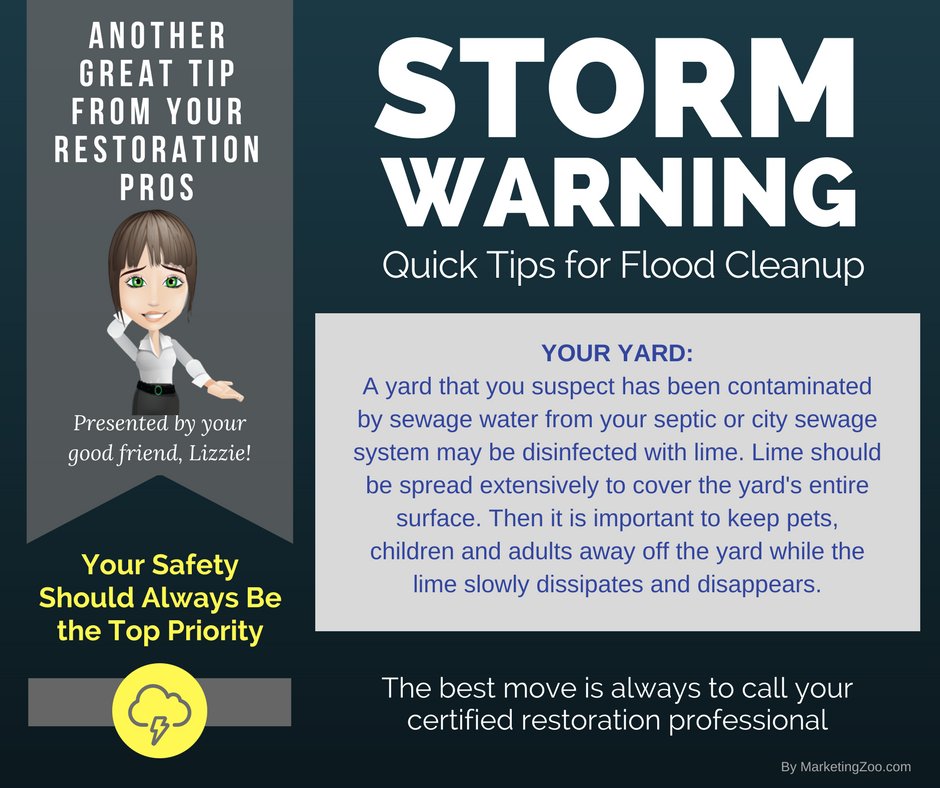 ANOTHER
GREAT TIP
FROM YOUR
RESTORATION
PROS
Presented by your
good friend, Lizzie!
Your Safety
Should Always Be
the Top Priority
STORM
WARNING
Quick Tips for Flood Cleanup
YOUR YARD:
A yard that you suspect has been contaminated
by sewage water from your septic or city sewage
system may be disinfected with lime. Lime should
be spread extensively to cover the yard's entire
surface. Then it is important to keep pets,
children and adults away off the yard while the
lime slowly dissipates and disappears.
The best move is always to call your
certified restoration professional
By MarketingZoo.com